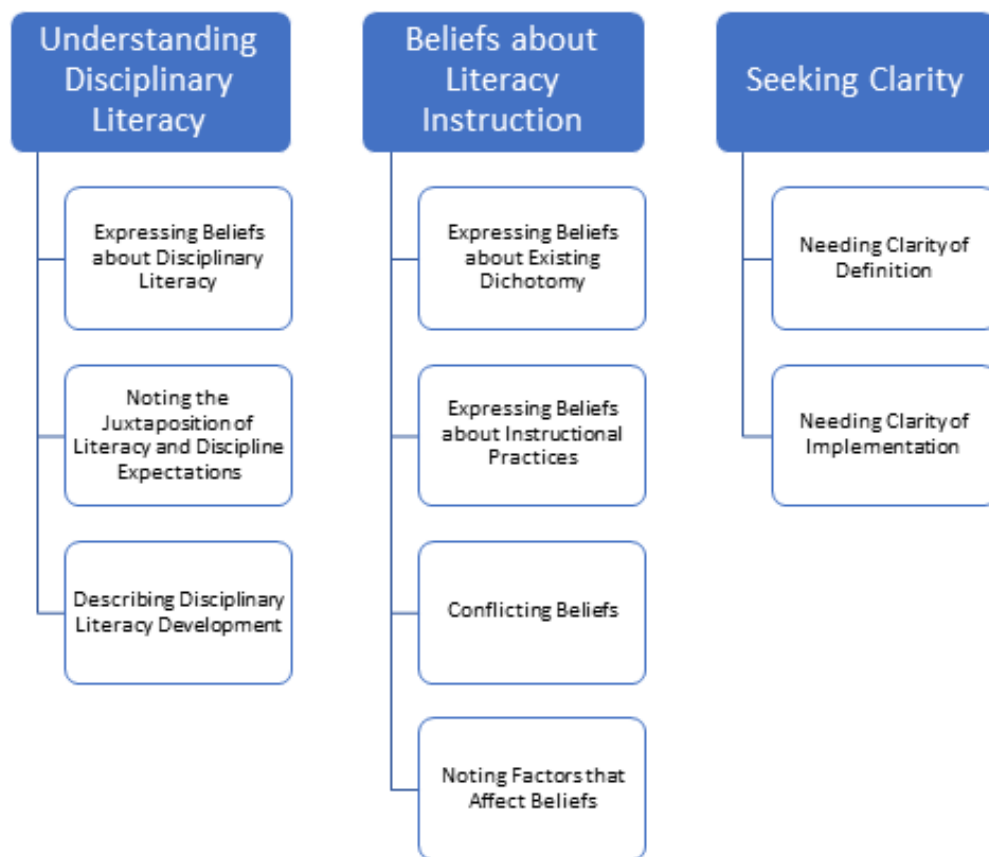 Understanding
Disciplinary
Literacy
Expressing Beliefs
about Disciplinary
Literacy
Noting the
Juxtaposition of
Literacy and Discipline
Expectations
Describing Disciplinary
Literacy Development
Beliefs about
Literacy
Instruction
Expressing Beliefs
about Existing
Dichotomy
Expressing Beliefs
about Instructional
Practices
Conflicting Beliefs
Noting Factors that
Affect Beliefs
Seeking Clarity
Needing Clarity of
Definition
Needing Clarity of
Implementation